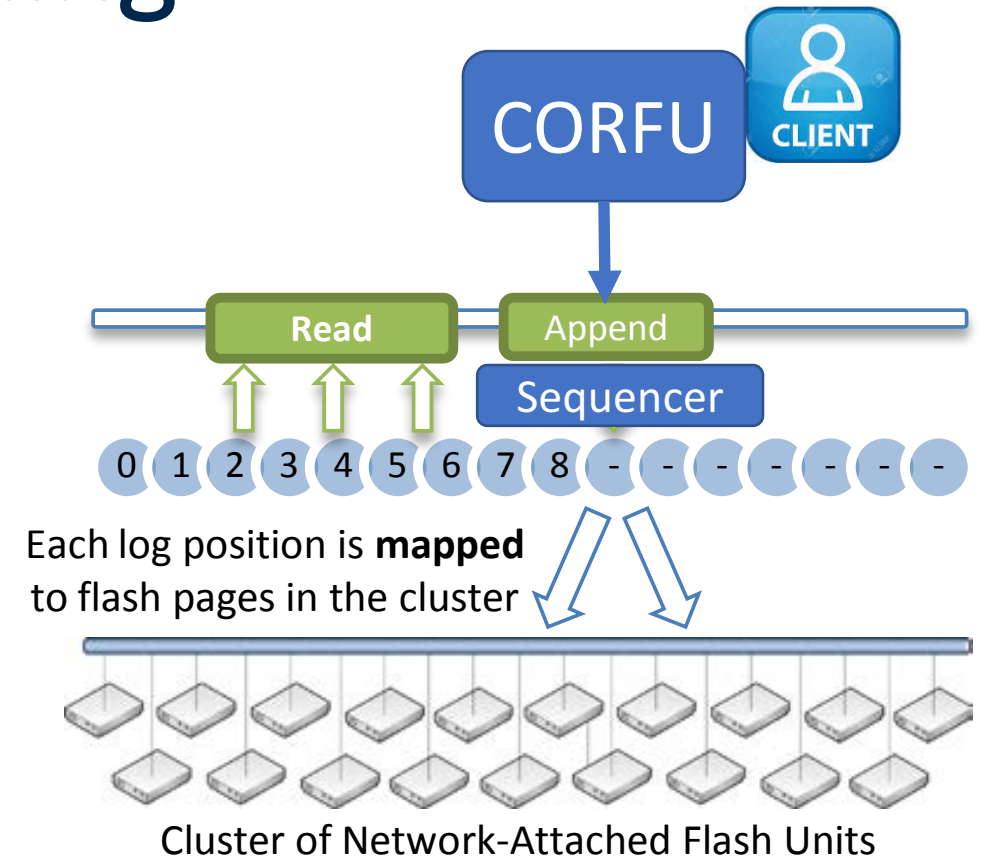 CORFU
CLIENT
Read
Append
Sequencer
0 1 2 3 4 5 6 7 8 - - - - - - -
Each log position is mapped
to flash pages in the cluster
Cluster of Network-Attached Flash Units